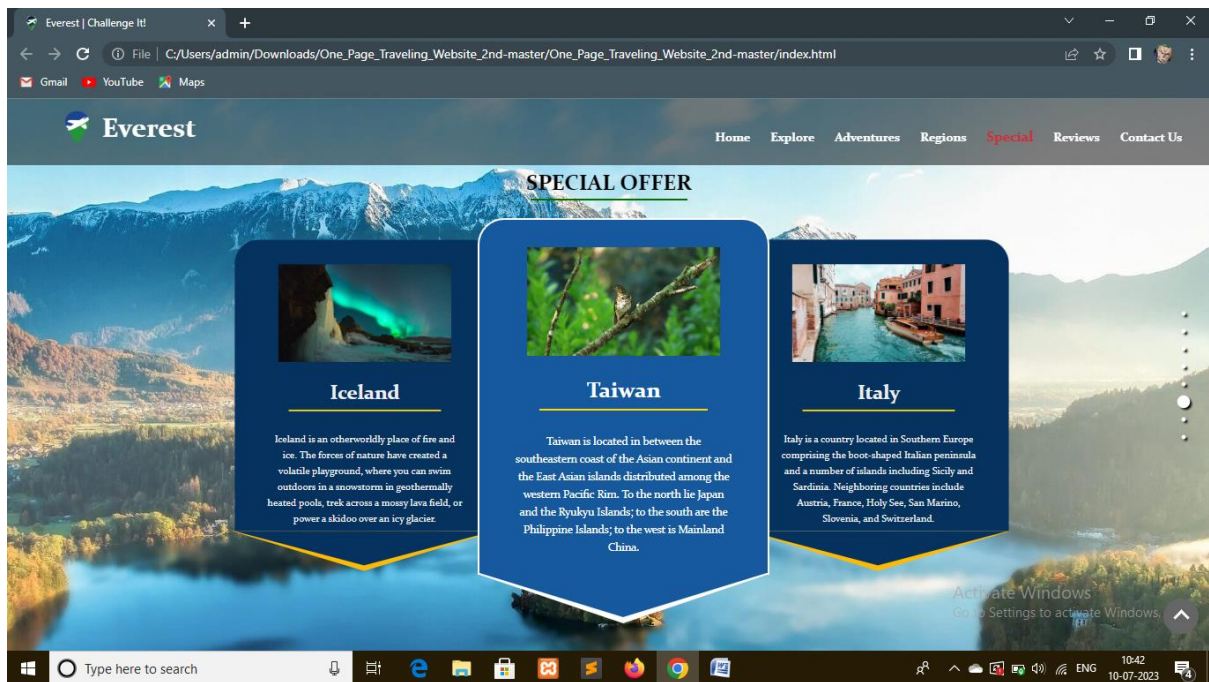 Everest | Challenge It!
File | C:/Users/admin/Downloads/One_Page_Traveling_Website_2nd-master/One_Page_Traveling_Website_2nd-master/index.html
Gmail YouTube Maps
Everest
Home Explore Adventures Regions Special Reviews Contact Us
SPECIAL OFFER
Iceland
Iceland is an otherworldly place of fire and
ice. The forces of nature have created a
volatile playground, where you can swim
outdoors in a snowstorm in geothermally
heated pools, trek across a mossy lava field, or
power a skidoo over an icy glacier.
Taiwan
Taiwan is located in between the
southeastern coast of the Asian continent and
the East Asian islands distributed among the
western Pacific Rim. To the north lie Japan
and the Ryukyu Islands; to the south are the
Philippine Islands; to the west is Mainland
China.
Italy
Italy is a country located in Southern Europe
comprising the boot-shaped Italian peninsula
and a number of islands including Sicily and
Sardinia. Neighboring countries include
Austria, France, Holy See, San Marino,
Slovenia, and Switzerland.
Activate Windows
Go to Settings to activate Windows.
Type here to search
ENG
10:42
10-07-2023
4